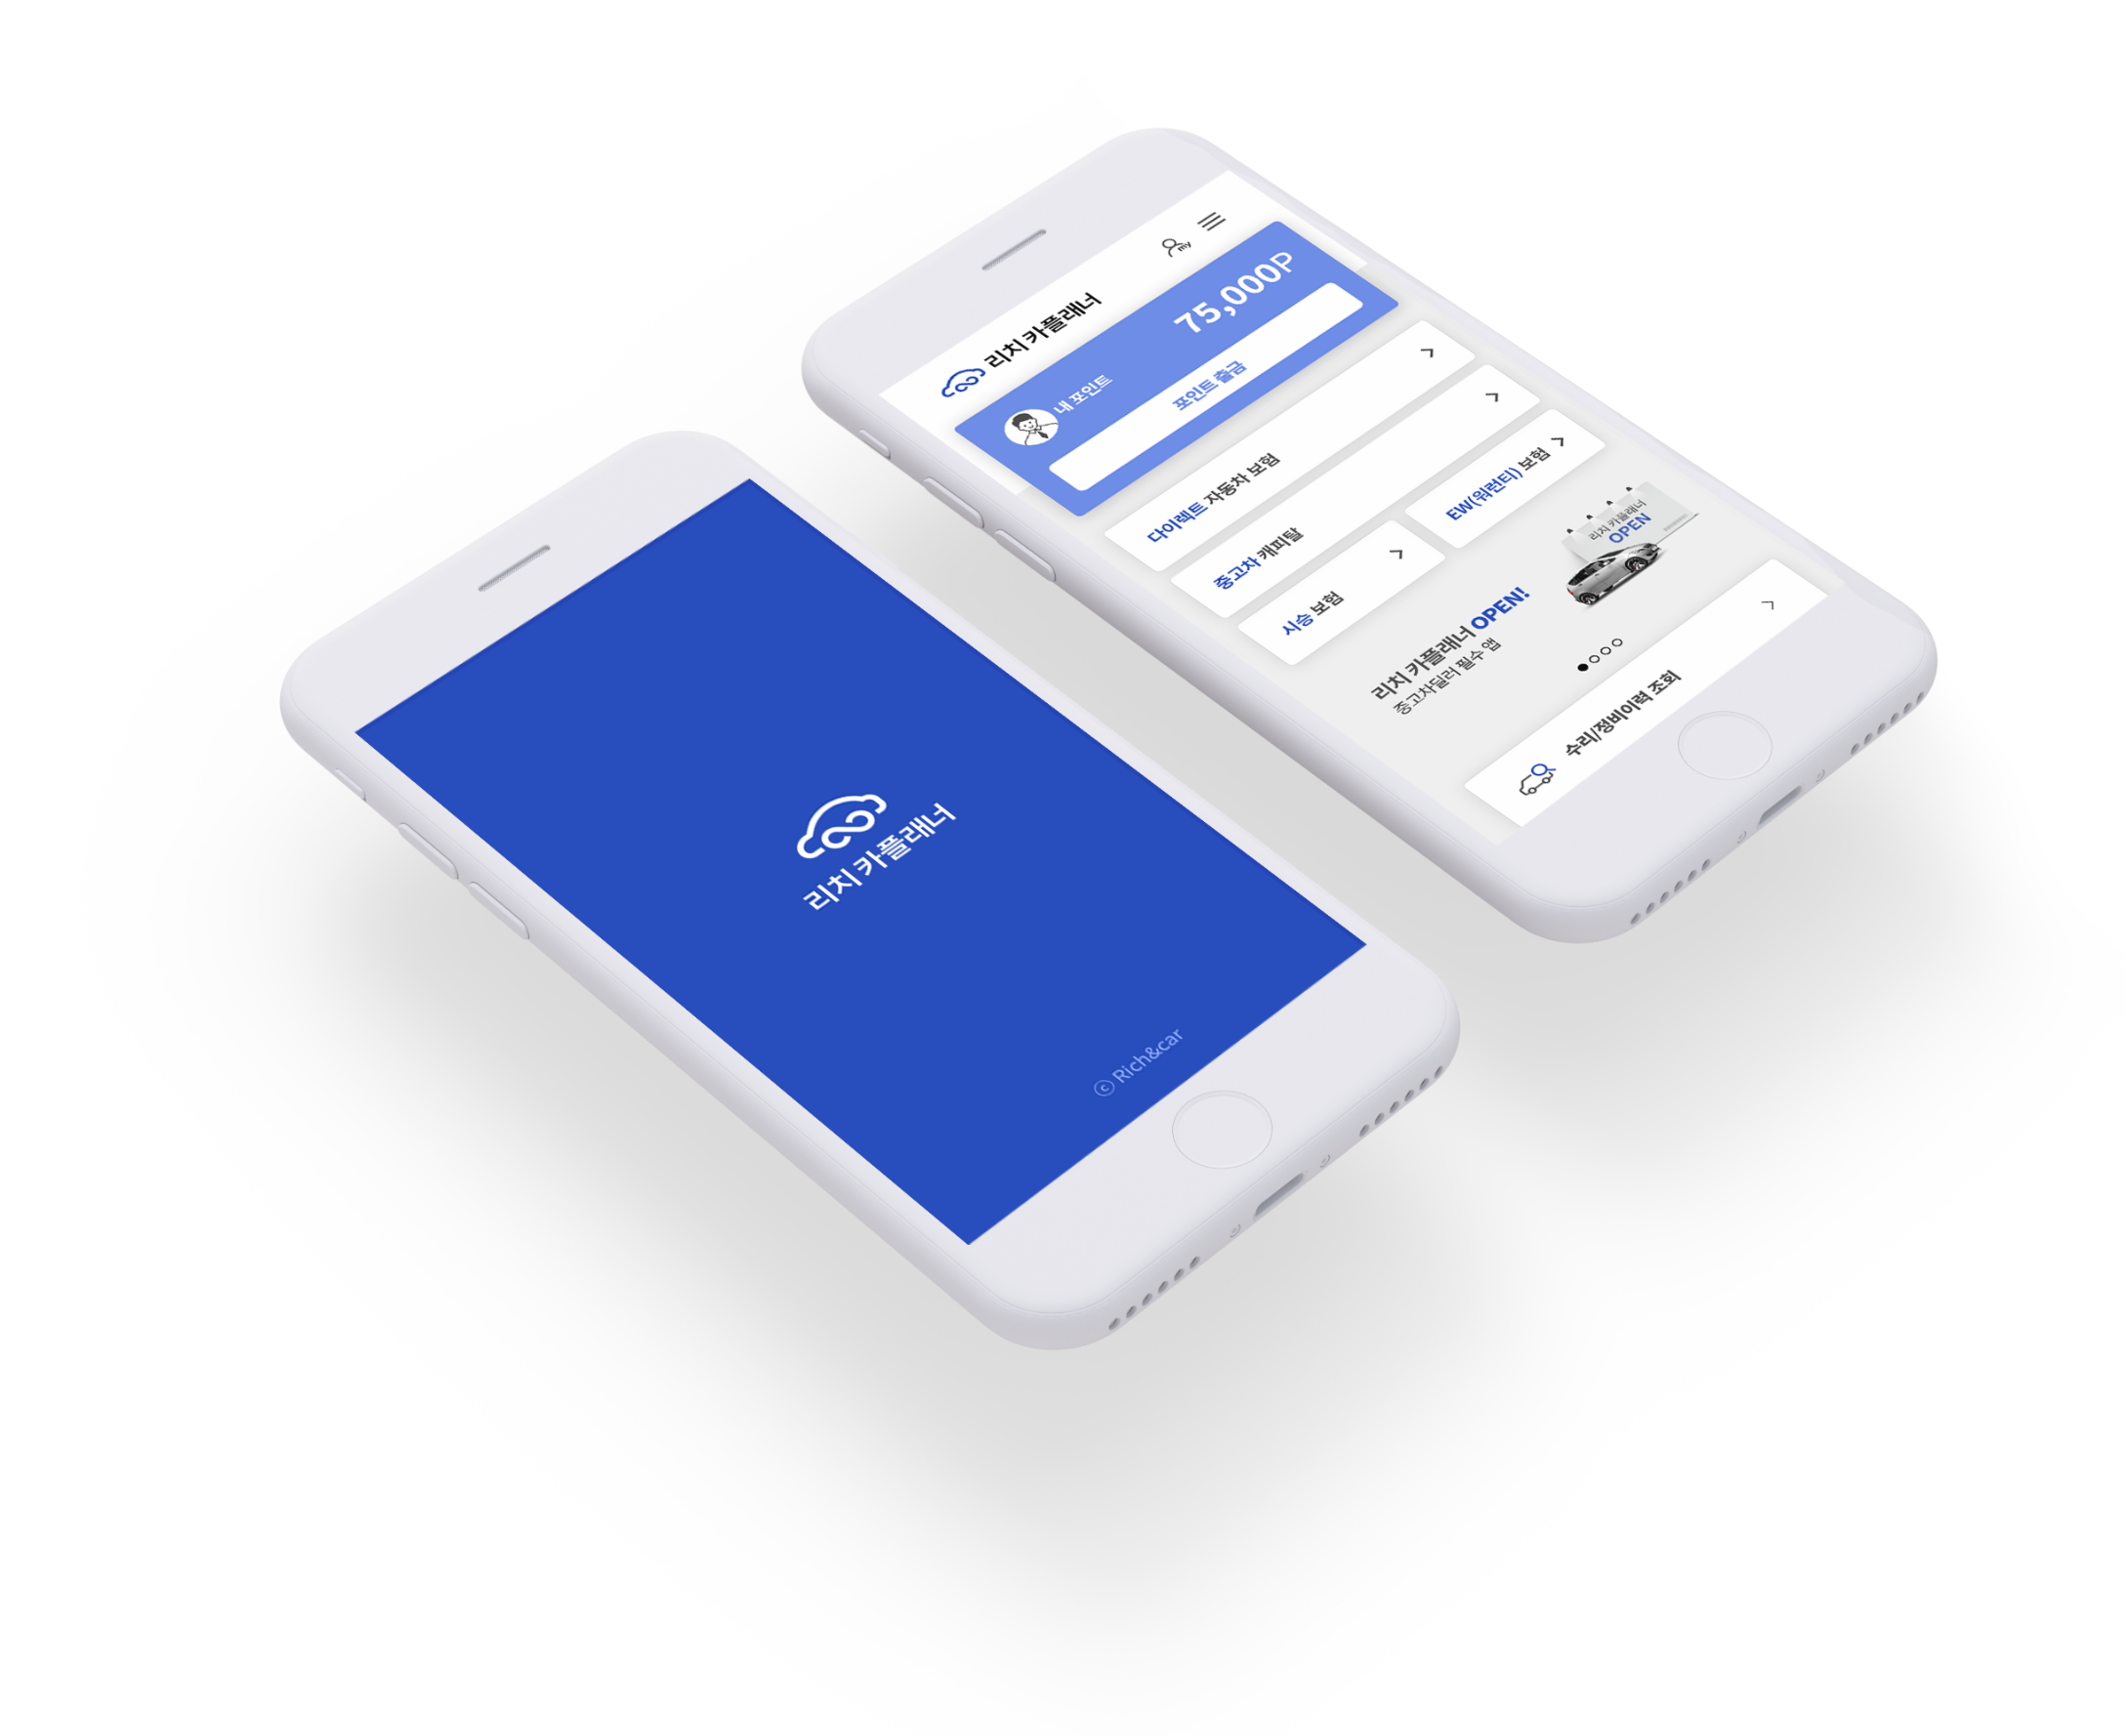 리치 카플래너
my
내 포인트
75,000P
포인트 출금
다이렉트 자동차 보험
중고차 캐피탈
시승 보험
EW(워런티) 보험
리치 카플래너 OPEN!
중고차딜러 필수 앱
리치 카플래너
OPEN
수리/정비이력 조회
리치 카플래너
ⓒ Rich&car